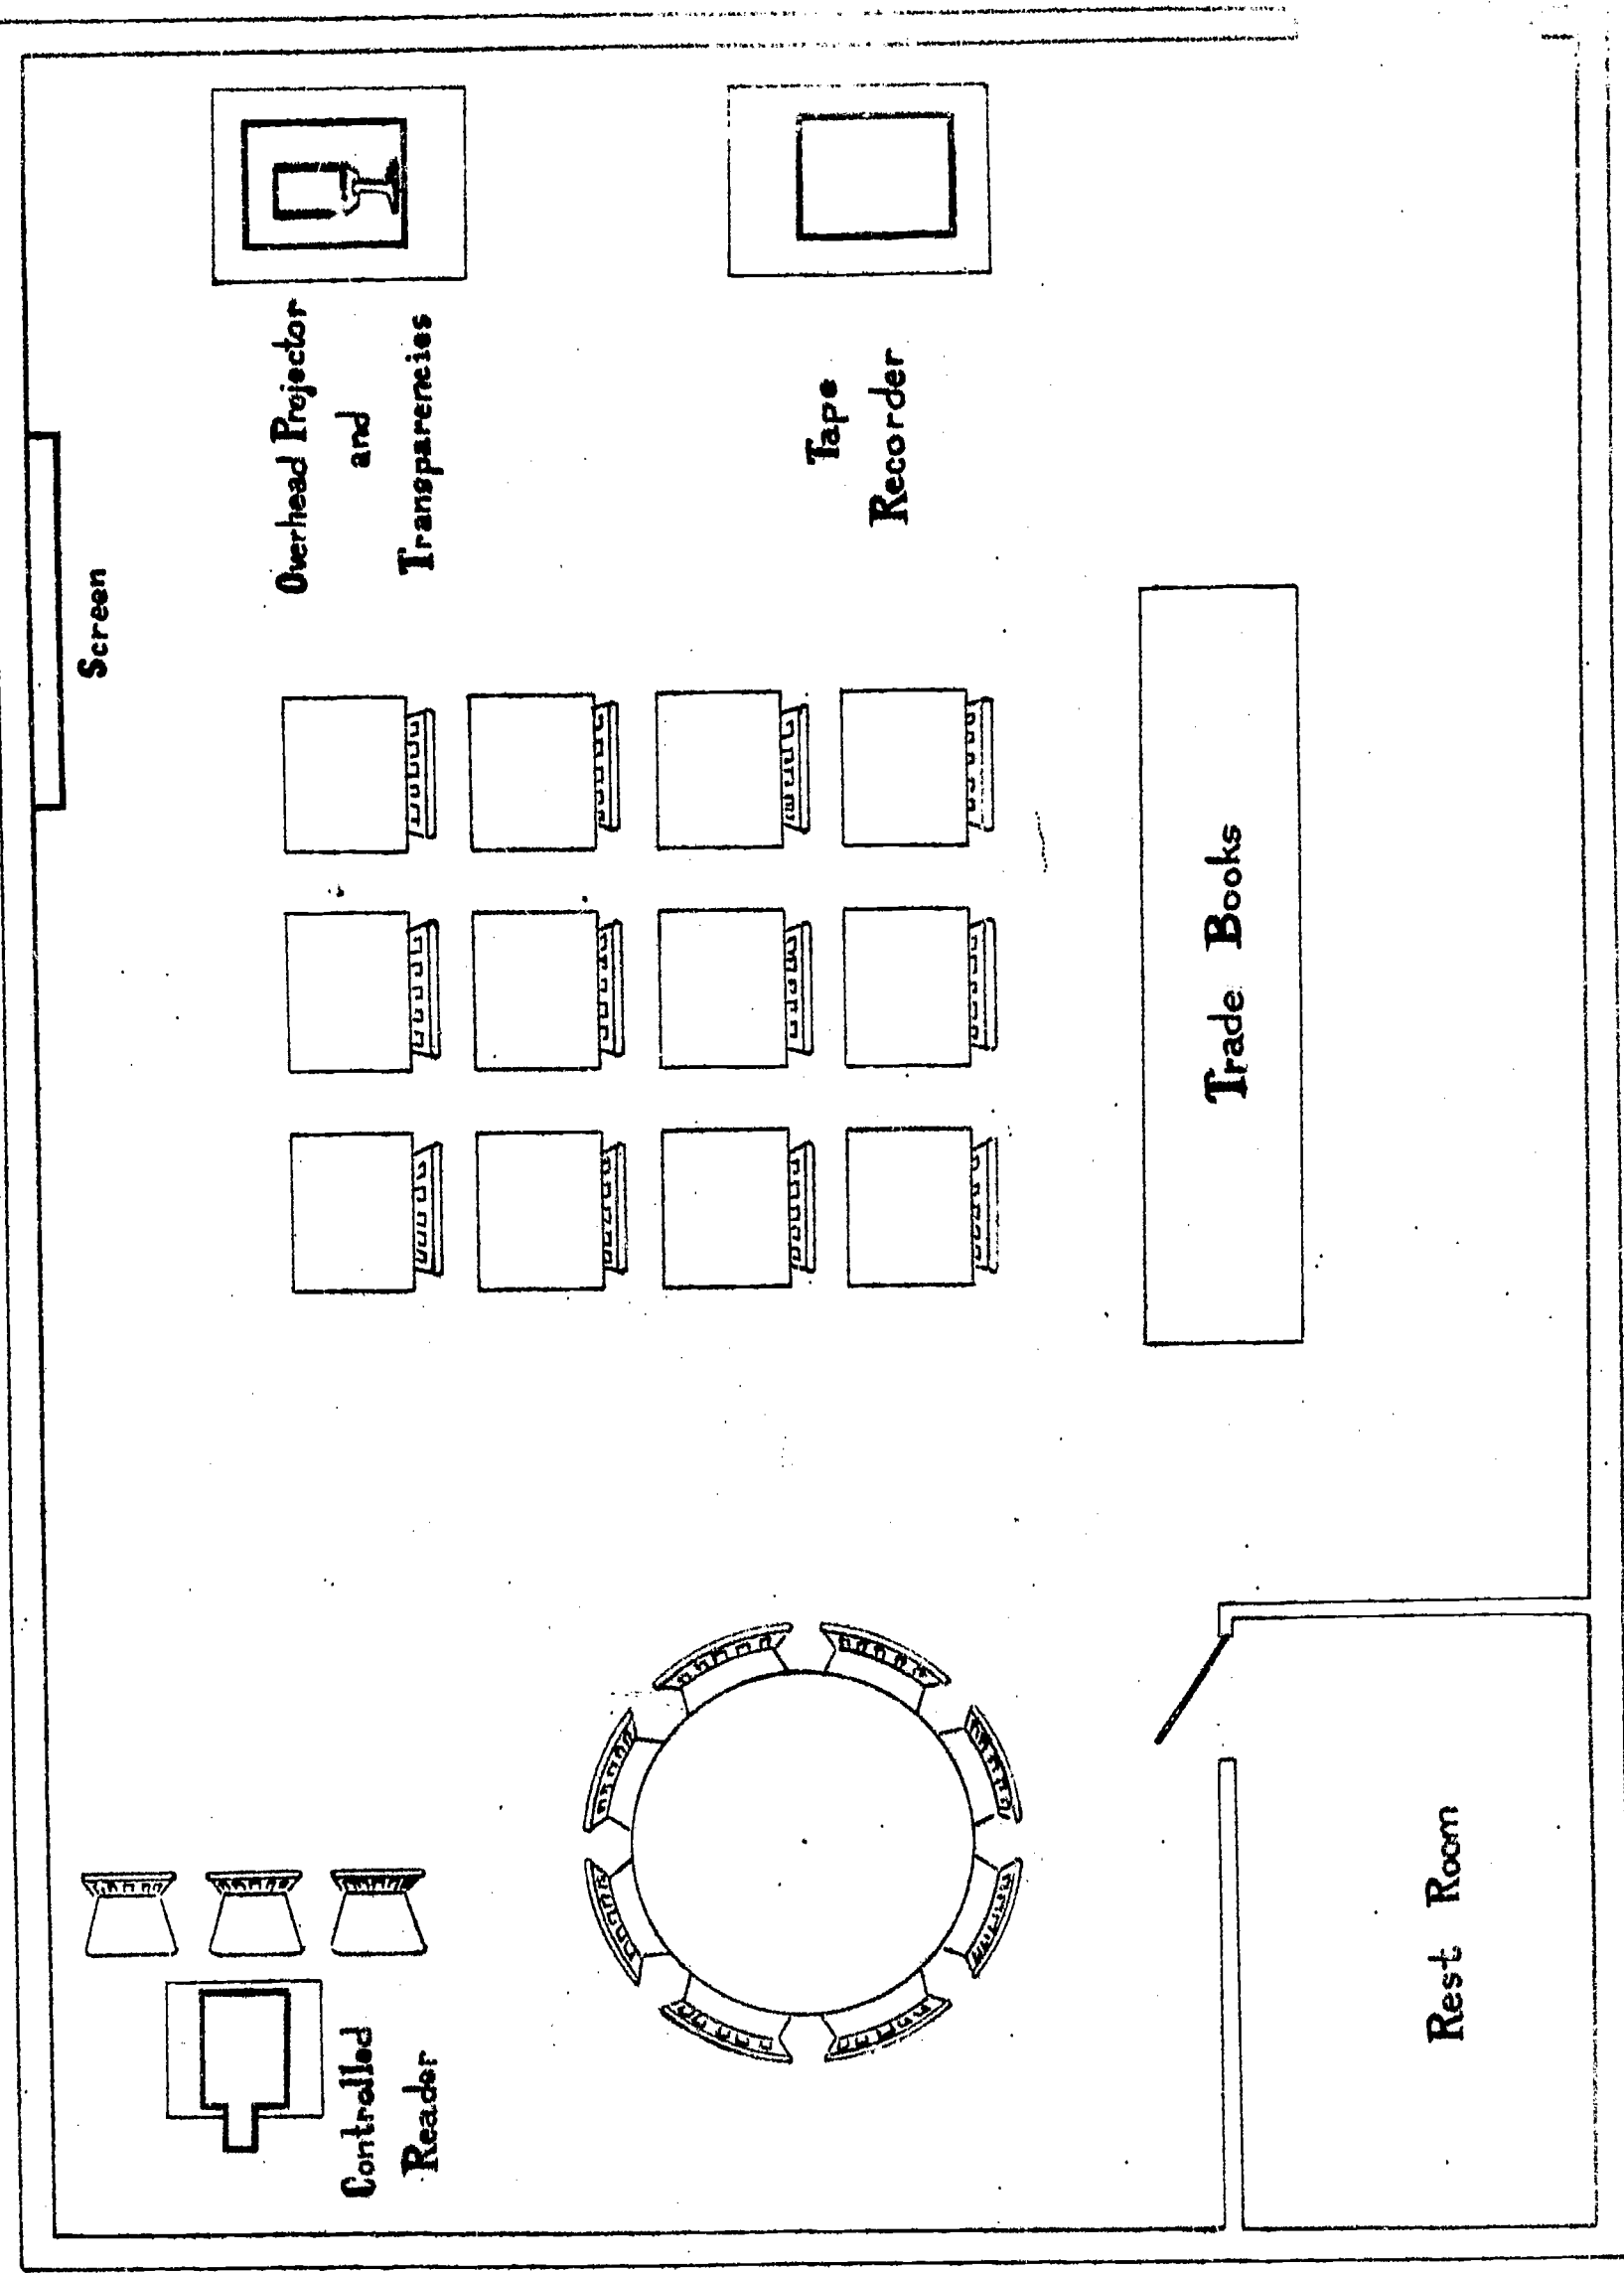 Screen
Overhead Projector
and
Transparencies
Tape
Recorder
Trade Books
Controlled
Reader
Rest Room